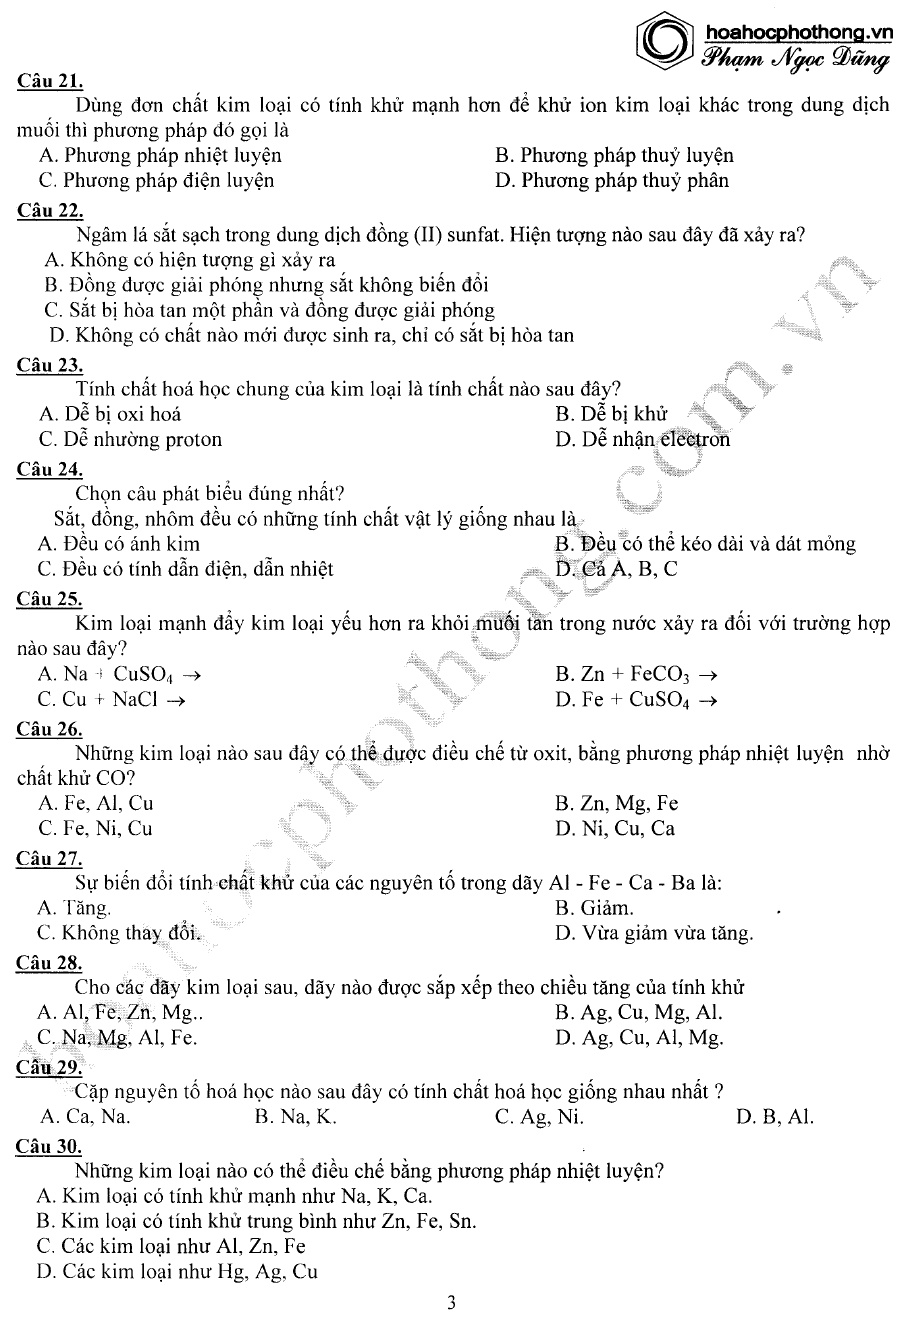 hoahocphothong.vn
Phạm Ngọc Dũng
Câu 21.
Dùng đơn chất kim loại có tính khử mạnh hơn để khử ion kim loại khác trong dung dịch
muối thì phương pháp đó gọi là
A. Phương pháp nhiệt luyện B. Phương pháp thuỷ luyện
C. Phương pháp điện luyện D. Phương pháp thuỷ phân
Câu 22.
Ngâm lá sắt sạch trong dung dịch đồng (II) sunfat. Hiện tượng nào sau đây đã xảy ra?
A. Không có hiện tượng gì xảy ra
B. Đồng được giải phóng nhưng sắt không biến đổi
C. Sắt bị hòa tan một phần và đồng được giải phóng
D. Không có chất nào mới được sinh ra, chỉ có sắt bị hòa tan
Câu 23.
Tính chất hoá học chung của kim loại là tính chất nào sau đây?
A. Dễ bị oxi hoá B. Dễ bị khử
C. Dễ nhường proton D. Dễ nhận electron
Câu 24.
Chọn câu phát biểu đúng nhất?
Sắt, đồng, nhôm đều có những tính chất vật lý giống nhau là
A. Đều có ánh kim B. Đều có thể kéo dài và dát mỏng
C. Đều có tính dẫn điện, dẫn nhiệt D. Cả A, B, C
Câu 25.
Kim loại mạnh đẩy kim loại yếu hơn ra khỏi muối tan trong nước xảy ra đối với trường hợp
nào sau đây?
A. Na + CuSO₄ → B. Zn + FeCO₃ →
C. Cu + NaCl → D. Fe + CuSO₄ →
Câu 26.
Những kim loại nào sau đây có thể được điều chế từ oxit, bằng phương pháp nhiệt luyện nhờ
chất khử CO?
A. Fe, Al, Cu B. Zn, Mg, Fe
C. Fe, Ni, Cu D. Ni, Cu, Ca
Câu 27.
Sự biến đổi tính chất khử của các nguyên tố trong dãy Al - Fe - Ca - Ba là:
A. Tăng. B. Giảm.
C. Không thay đổi. D. Vừa giảm vừa tăng.
Câu 28.
Cho các dãy kim loại sau, dãy nào được sắp xếp theo chiều tăng của tính khử
A. Al, Fe, Zn, Mg.. B. Ag, Cu, Mg, Al.
C. Na, Mg, Al, Fe. D. Ag, Cu, Al, Mg.
Câu 29.
Cặp nguyên tố hoá học nào sau đây có tính chất hoá học giống nhau nhất ?
A. Ca, Na. B. Na, K. C. Ag, Ni. D. B, Al.
Câu 30.
Những kim loại nào có thể điều chế bằng phương pháp nhiệt luyện?
A. Kim loại có tính khử mạnh như Na, K, Ca.
B. Kim loại có tính khử trung bình như Zn, Fe, Sn.
C. Các kim loại như Al, Zn, Fe
D. Các kim loại như Hg, Ag, Cu
3
hoahocphothong.com.vn